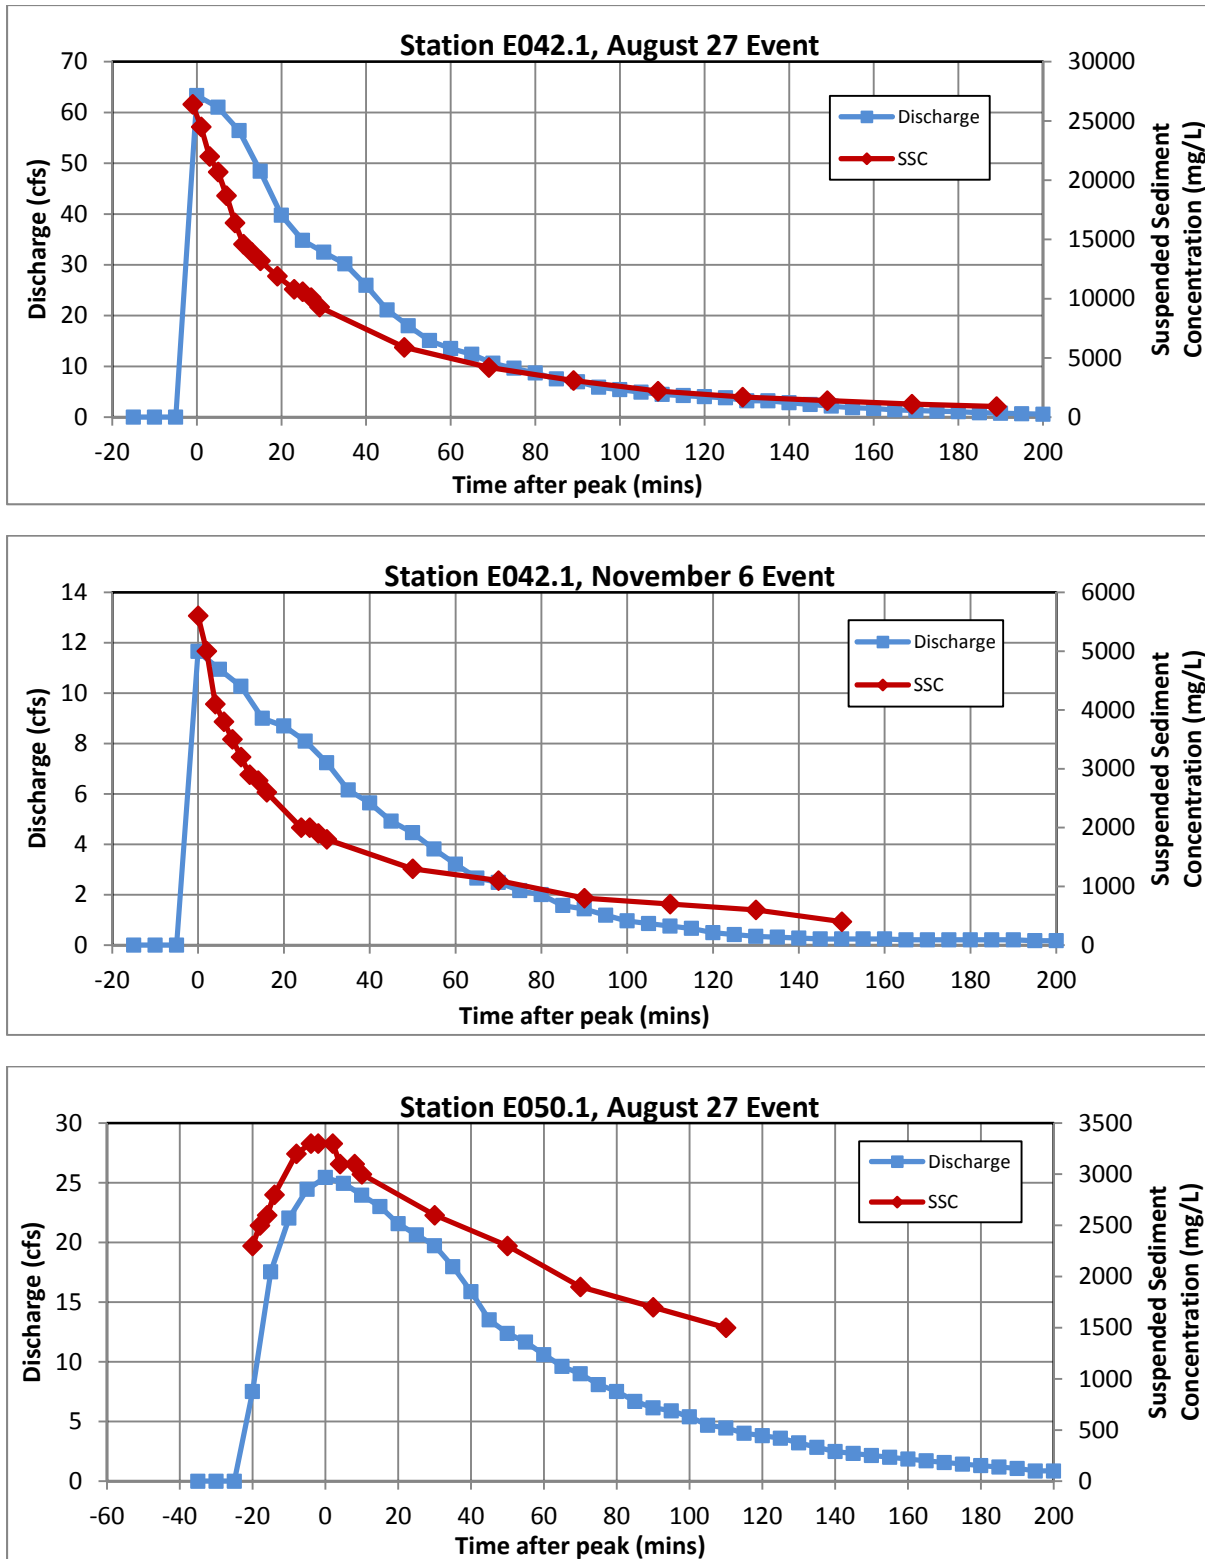 Station E042.1, August 27 Event
70
60
50
40
30
20
10
0
30000
25000
20000
15000
10000
5000
0
-20 0 20 40 60 80 100 120 140 160 180 200
Discharge (cfs)
Suspended Sediment
Concentration (mg/L)
Time after peak (mins)
Discharge
SSC
Station E042.1, November 6 Event
14
12
10
8
6
4
2
0
6000
5000
4000
3000
2000
1000
0
-20 0 20 40 60 80 100 120 140 160 180 200
Discharge (cfs)
Suspended Sediment
Concentration (mg/L)
Time after peak (mins)
Discharge
SSC
Station E050.1, August 27 Event
30
25
20
15
10
5
0
3500
3000
2500
2000
1500
1000
500
0
-60 -40 -20 0 20 40 60 80 100 120 140 160 180 200
Discharge (cfs)
Suspended Sediment
Concentration (mg/L)
Time after peak (mins)
Discharge
SSC